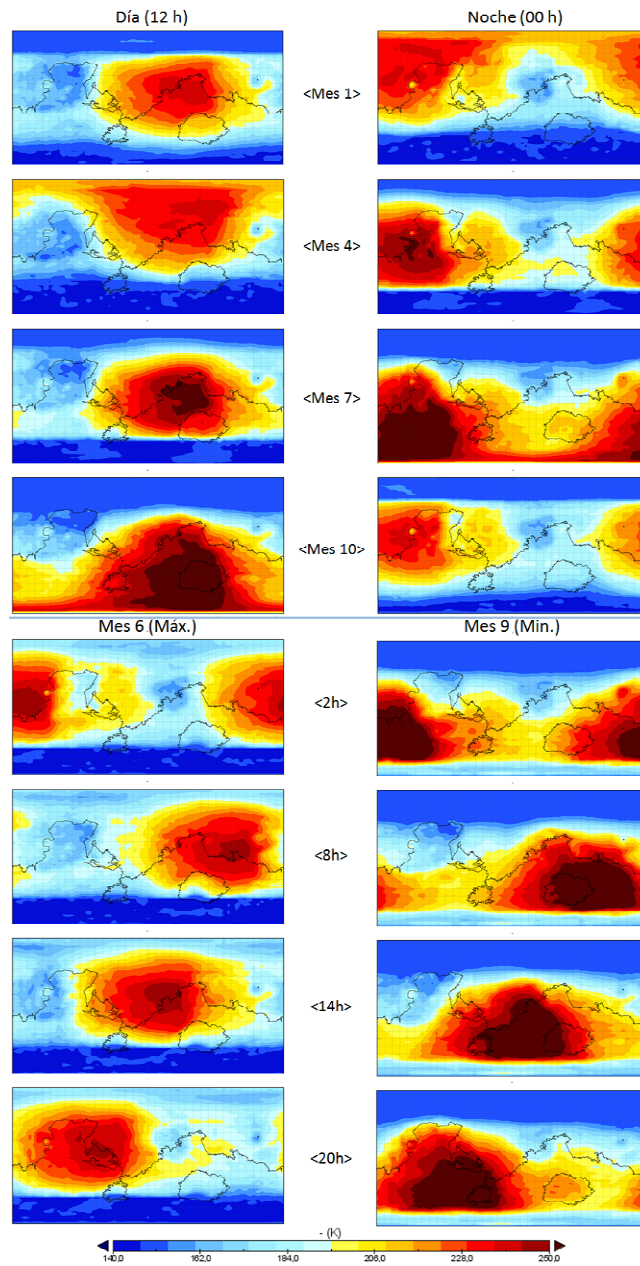 Día (12 h) Noche (00 h)
<Mes 1>
<Mes 4>
<Mes 7>
<Mes 10>
Mes 6 (Máx.) Mes 9 (Min.)
<2h>
<8h>
<14h>
<20h>
- (K)
140,0 162,0 184,0 206,0 228,0 250,0